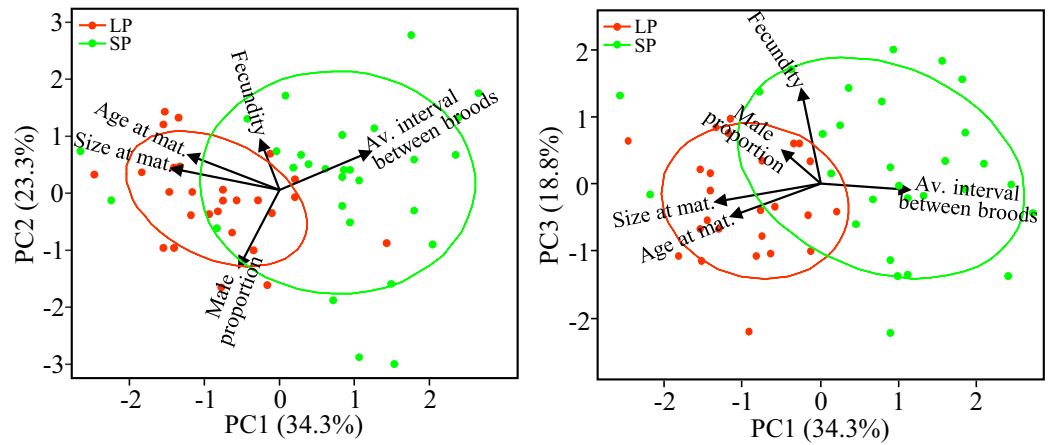 LP
SP
3
2
1
0
-1
-2
-3
PC2 (23.3%)
Fecundity
Age at mat.
Size at mat.
Av. interval
between broods
Male
proportion
-2
-1
0
1
2
PC1 (34.3%)
LP
SP
2
1
0
-1
-2
PC3 (18.8%)
Fecundity
Male
proportion
Size at mat.
Age at mat.
Av. interval
between broods
-2
-1
0
1
2
PC1 (34.3%)